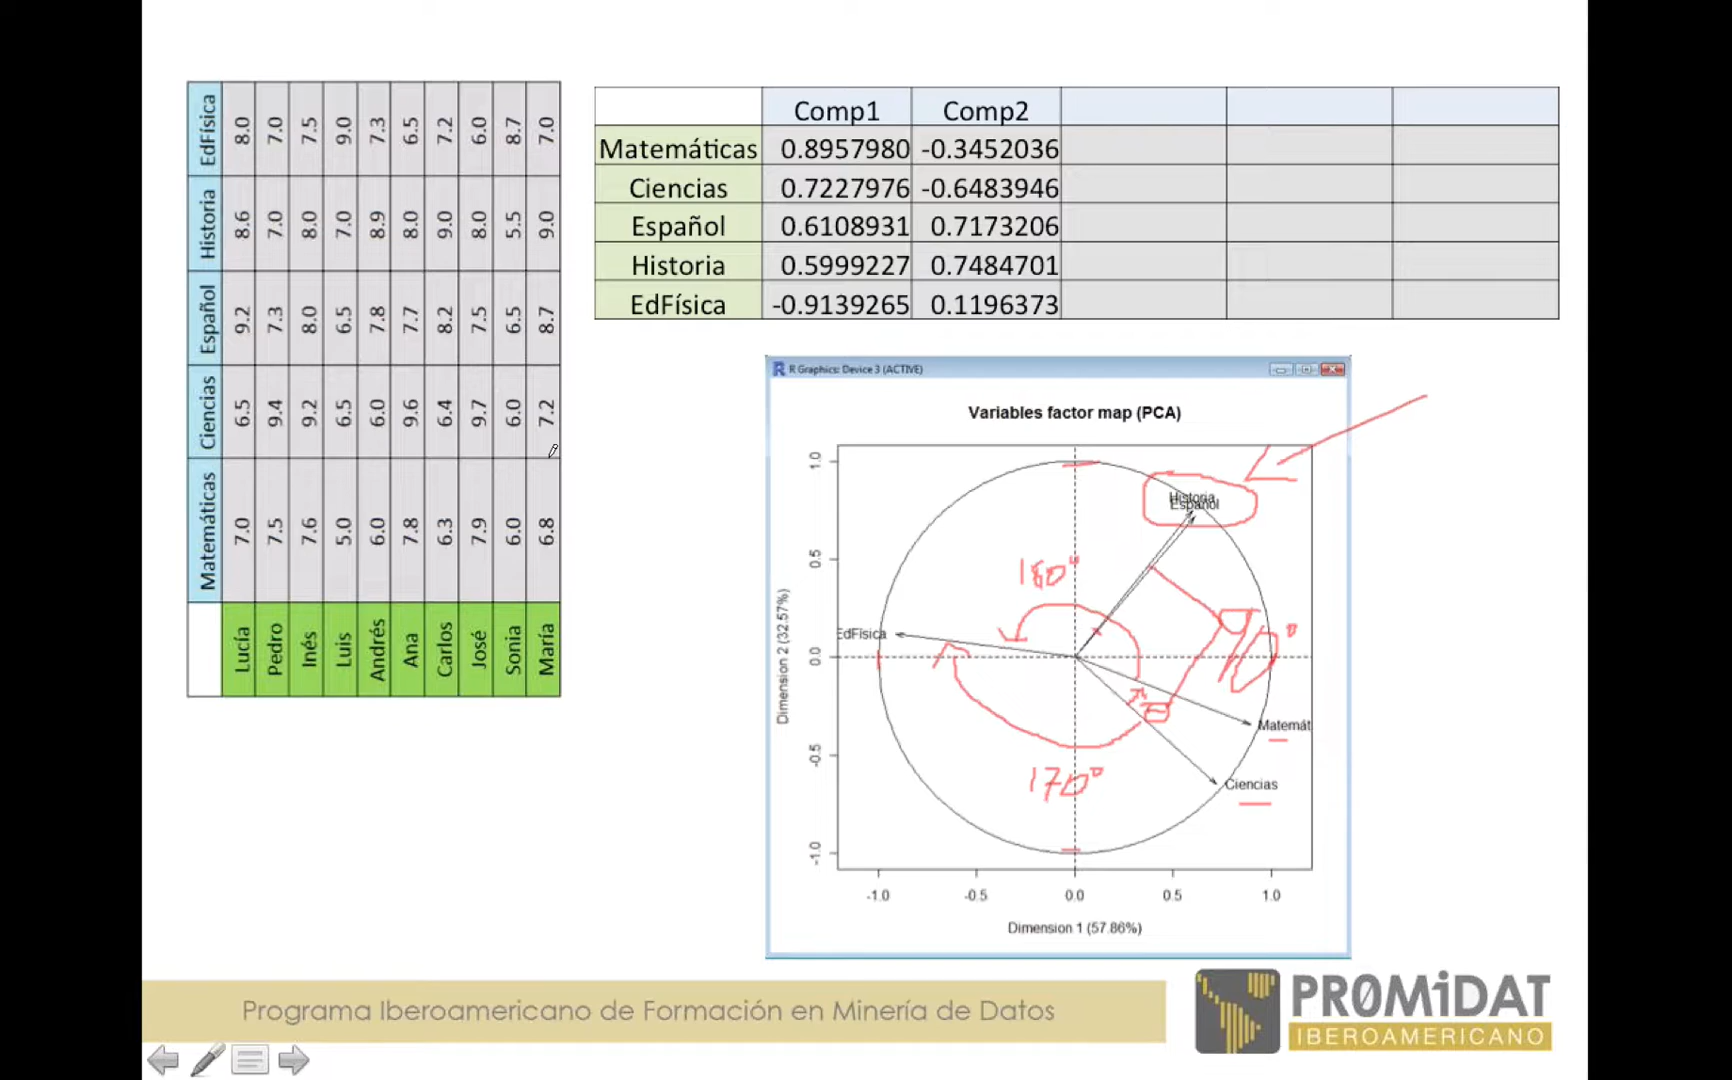 EdFísica 8.0 7.0 7.5 9.0 7.3 6.5 7.2 6.0 8.7 7.0
Historia 8.6 7.0 8.0 7.0 8.9 8.0 9.0 8.0 5.5 9.0
Español 9.2 7.3 8.0 6.5 7.8 7.7 8.2 7.5 6.5 8.7
Ciencias 6.5 9.4 9.2 6.5 6.0 9.6 6.4 9.7 6.0 7.2
Matemáticas 7.0 7.5 7.6 5.0 6.0 7.8 6.3 7.9 6.0 6.8
Lucía Pedro Inés Luis Andrés Ana Carlos José Sonia María
Comp1 Comp2
Matemáticas 0.8957980 -0.3452036
Ciencias 0.7227976 -0.6483946
Español 0.6108931 0.7173206
Historia 0.5999227 0.7484701
EdFísica -0.9139265 0.1196373
R Graphics: Device 3 (ACTIVE)
Variables factor map (PCA)
1.0
Historia
Español
0.5
180°
EdFísica
0.0
Matemát
-0.5
170°
Ciencias
-1.0
-1.0 -0.5 0.0 0.5 1.0
Dimension 2 (32.57%)
Dimension 1 (57.86%)
Programa Iberoamericano de Formación en Minería de Datos
PR0MiDAT
IBEROAMERICANO